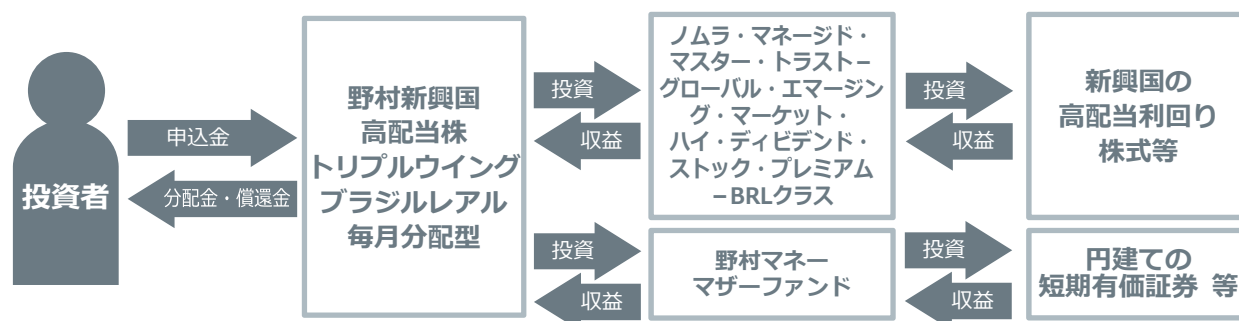 投資者
申込金
分配金・償還金
野村新興国
高配当株
トリプルウイング
ブラジルレアル
毎月分配型
投資
収益
ノムラ・マネージド・
マスター・トラスト－
グローバル・エマージン
グ・マーケット・
ハイ・ディビデンド・
ストック・プレミアム
－BRLクラス
投資
収益
新興国の
高配当利回り
株式等
投資
収益
野村マネー
マザーファンド
投資
収益
円建ての
短期有価証券 等